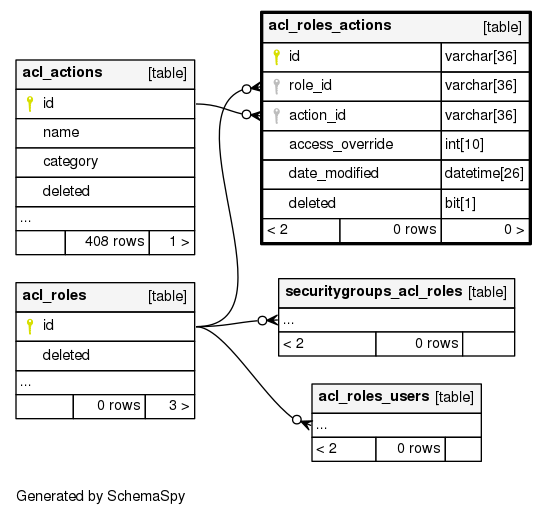 acl_roles_actions [table]
id varchar[36]
role_id varchar[36]
action_id varchar[36]
access_override int[10]
date_modified datetime[26]
deleted bit[1]
< 2 0 rows 0 >
acl_actions [table]
id
name
category
deleted
...
408 rows 1 >
acl_roles [table]
id
deleted
...
0 rows 3 >
securitygroups_acl_roles [table]
...
< 2 0 rows
acl_roles_users [table]
...
< 2 0 rows
Generated by SchemaSpy